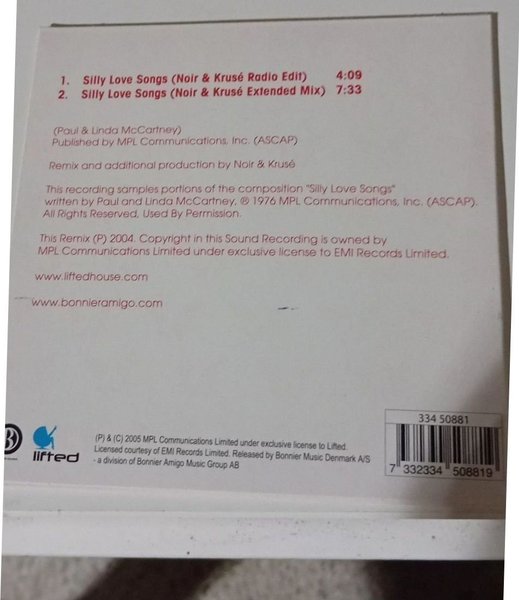 1. Silly Love Songs (Noir & Krusé Radio Edit) 4:09
2. Silly Love Songs (Noir & Krusé Extended Mix) 7:33
(Paul & Linda McCartney)
Published by MPL Communications, Inc. (ASCAP)
Remix and additional production by Noir & Krusé
This recording samples portions of the composition "Silly Love Songs"
written by Paul and Linda McCartney, ® 1976 MPL Communications, Inc. (ASCAP).
All Rights Reserved, Used By Permission.
This Remix (P) 2004. Copyright in this Sound Recording is owned by
MPL Communications Limited under exclusive license to EMI Records Limited.
www.liftedhouse.com
www.bonnieramigo.com
334 50881
lifted
(P) & (C) 2005 MPL Communications Limited under exclusive license to Lifted.
Licensed courtesy of EMI Records Limited. Released by Bonnier Music Denmark A/S
- a division of Bonnier Amigo Music Group AB
7 332334 508819